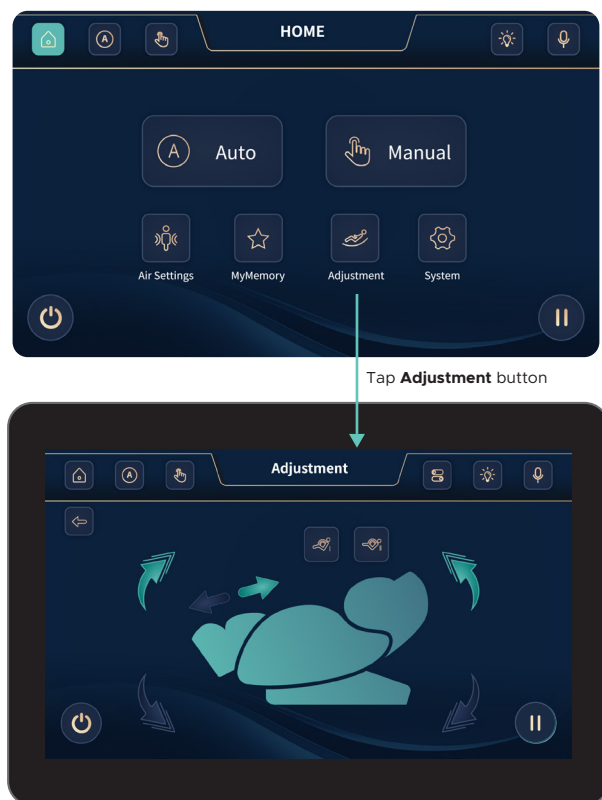 HOME
A
Auto
Manual
A
Air Settings
MyMemory
Adjustment
System
Tap Adjustment button
Adjustment
A